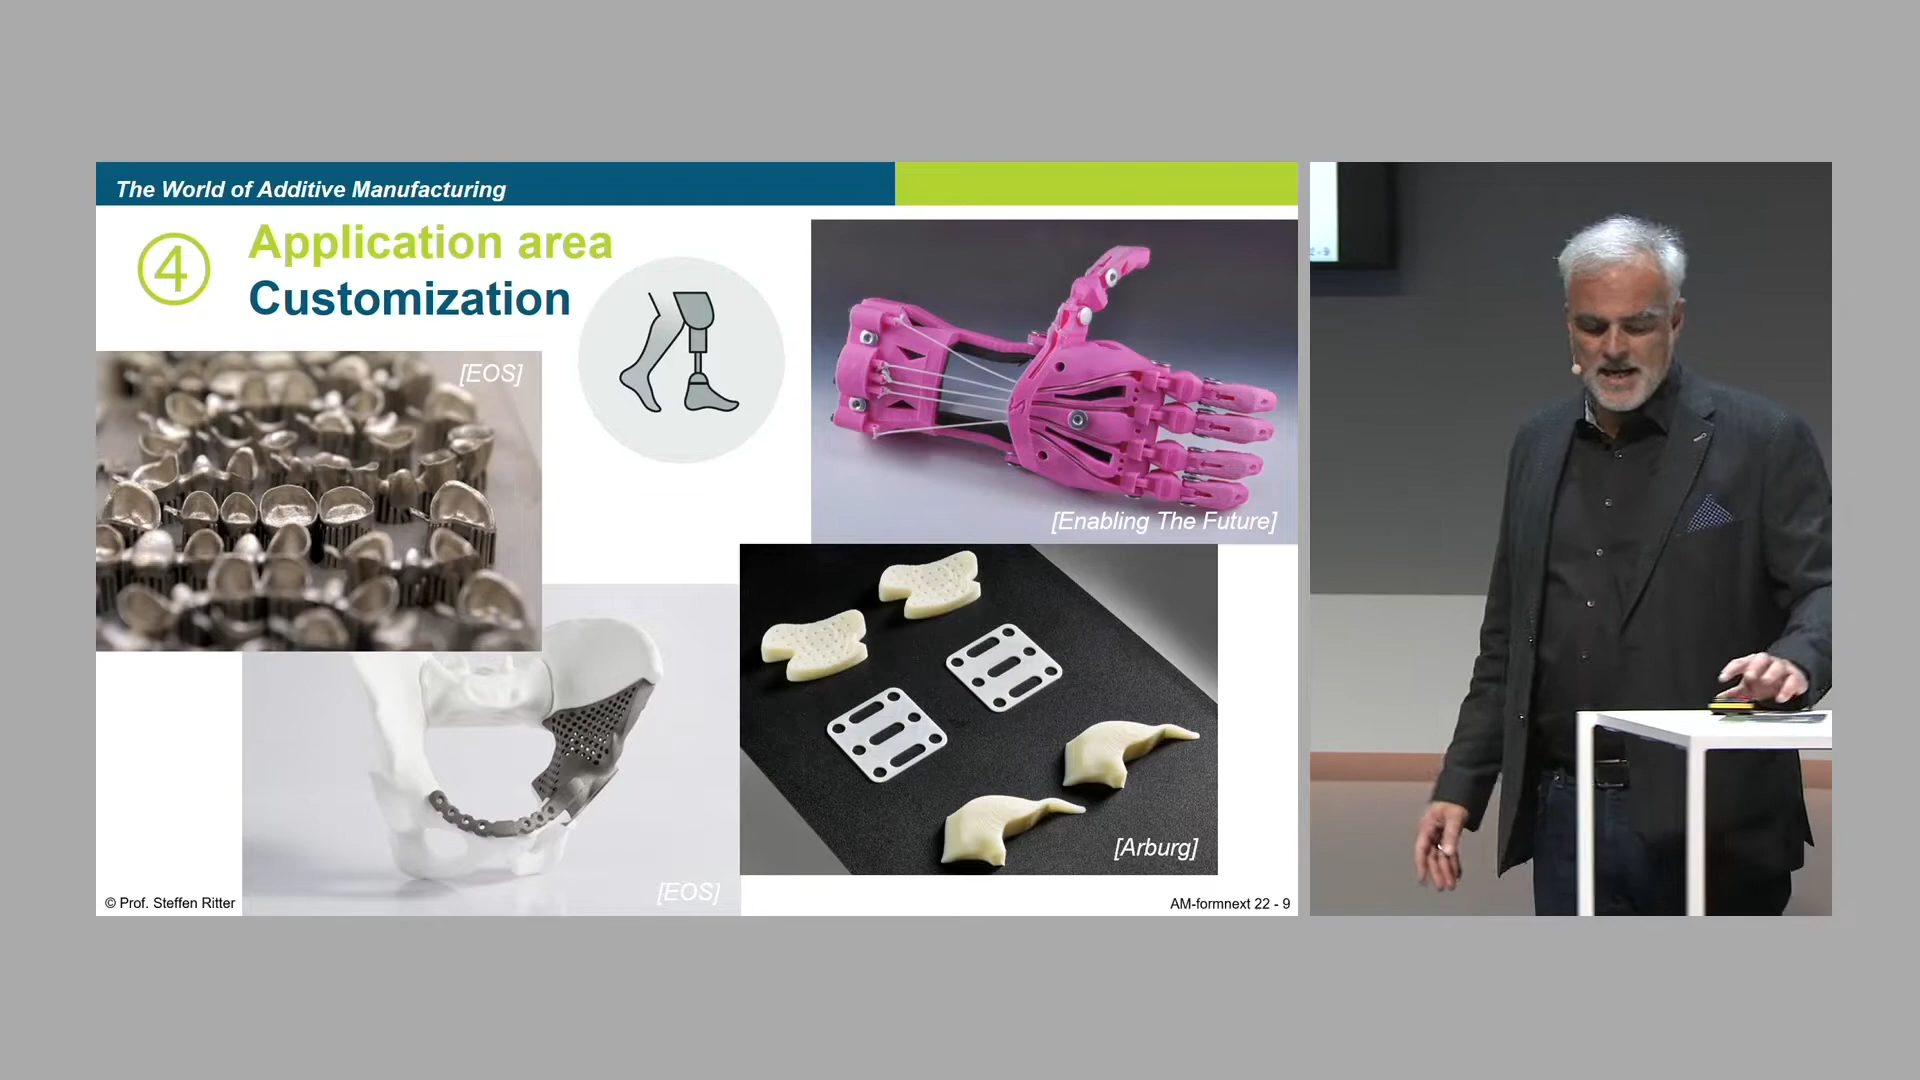 The World of Additive Manufacturing
④
Application area
Customization
[EOS]
[Enabling The Future]
[Arburg]
[EOS]
© Prof. Steffen Ritter
AM-formnext 22 - 9